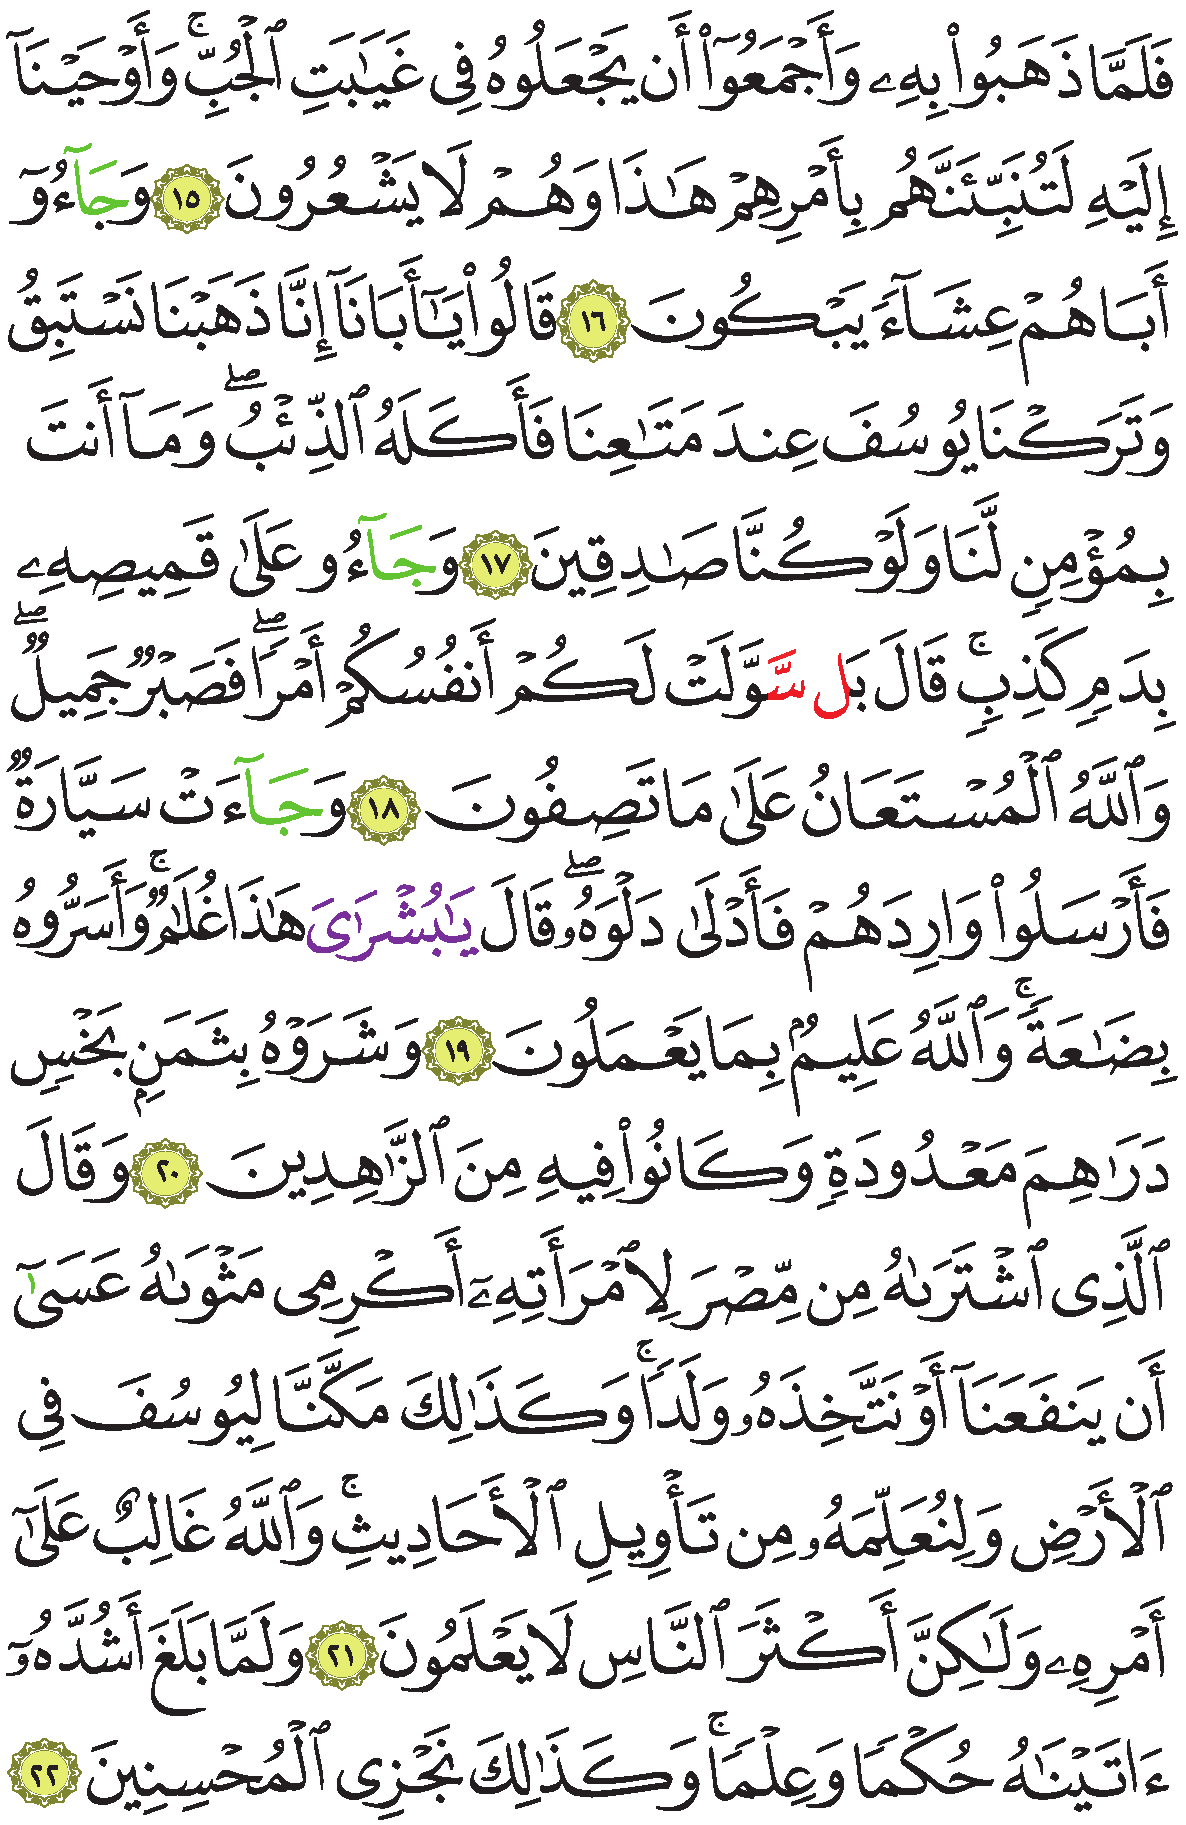 فَلَمَّا ذَهَبُوا۟ بِهِۦ وَأَجْمَعُوٓا۟ أَن يَجْعَلُوهُ فِى غَيَـٰبَتِ ٱلْجُبِّ ۚ وَأَوْحَيْنَآ
إِلَيْهِ لَتُنَبِّئَنَّهُم بِأَمْرِهِمْ هَـٰذَا وَهُمْ لَا يَشْعُرُونَ ١٥ وَجَآءُوٓ
أَبَاهُمْ عِشَآءً يَبْكُونَ ١٦ قَالُوا۟ يَـٰٓأَبَانَآ إِنَّا ذَهَبْنَا نَسْتَبِقُ
وَتَرَكْنَا يُوسُفَ عِندَ مَتَـٰعِنَا فَأَكَلَهُ ٱلذِّئْبُ ۖ وَمَآ أَنتَ
بِمُؤْمِنٍ لَّنَا وَلَوْ كُنَّا صَـٰدِقِينَ ١٧ وَجَآءُو عَلَىٰ قَمِيصِهِۦ
بِدَمٍ كَذِبٍ ۚ قَالَ بَل سَّوَّلَتْ لَكُمْ أَنفُسُكُمْ أَمْرًا ۖ فَصَبْرٌ جَمِيلٌ ۖ
وَٱللَّهُ ٱلْمُسْتَعَانُ عَلَىٰ مَا تَصِفُونَ ١٨ وَجَآءَتْ سَيَّارَةٌ
فَأَرْسَلُوا۟ وَارِدَهُمْ فَأَدْلَىٰ دَلْوَهُۥ ۖ قَالَ يَـٰبُشْرَاىَ هَـٰذَا غُلَـٰمٌ ۚ وَأَسَرُّوهُ
بِضَـٰعَةً ۚ وَٱللَّهُ عَلِيمٌۢ بِمَا يَعْمَلُونَ ١٩ وَشَرَوْهُ بِثَمَنٍۭ بَخْسٍ
دَرَٰهِمَ مَعْدُودَةٍ وَكَانُوا۟ فِيهِ مِنَ ٱلزَّٰهِدِينَ ٢٠ وَقَالَ
ٱلَّذِى ٱشْتَرَىٰهُ مِن مِّصْرَ لِٱمْرَأَتِهِۦٓ أَكْرِمِى مَثْوَىٰهُ عَسَىٰٓ
أَن يَنفَعَنَآ أَوْ نَتَّخِذَهُۥ وَلَدًا ۚ وَكَذَٰلِكَ مَكَّنَّا لِيُوسُفَ فِى
ٱلْأَرْضِ وَلِنُعَلِّمَهُۥ مِن تَأْوِيلِ ٱلْأَحَادِيثِ ۚ وَٱللَّهُ غَالِبٌ عَلَىٰٓ
أَمْرِهِۦ وَلَـٰكِنَّ أَكْثَرَ ٱلنَّاسِ لَا يَعْلَمُونَ ٢١ وَلَمَّا بَلَغَ أَشُدَّهُۥٓ
ءَاتَيْنَـٰهُ حُكْمًا وَعِلْمًا ۚ وَكَذَٰلِكَ نَجْزِى ٱلْمُحْسِنِينَ ٢٢